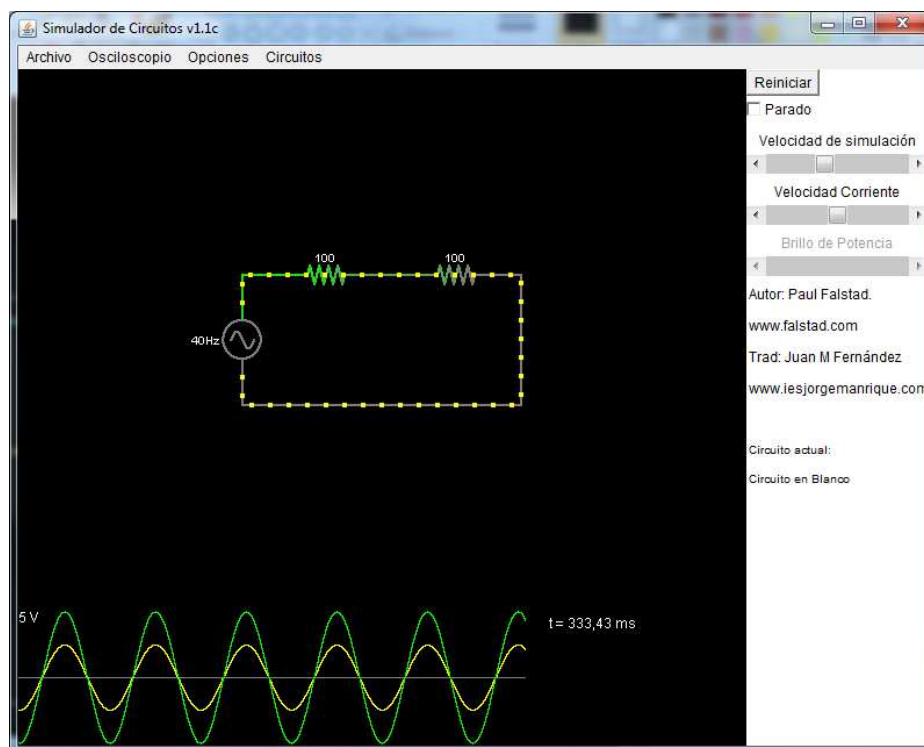 Simulador de Circuitos v1.1c
Archivo Osciloscopio Opciones Circuitos
Reiniciar
Parado
Velocidad de simulación
Velocidad Corriente
Brillo de Potencia
Autor: Paul Falstad.
www.falstad.com
Trad: Juan M Fernández
www.iesjorgemanrique.com
Circuito actual:
Circuito en Blanco
100 100
40Hz
5 V
t = 333,43 ms